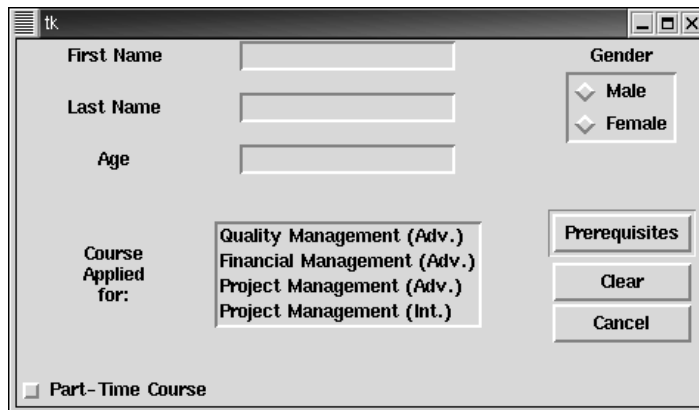 tk
First Name
Gender
Male
Last Name
Female
Age
Course
Applied
for:
Quality Management (Adv.)
Financial Management (Adv.)
Project Management (Adv.)
Project Management (Int.)
Prerequisites
Clear
Cancel
Part-Time Course